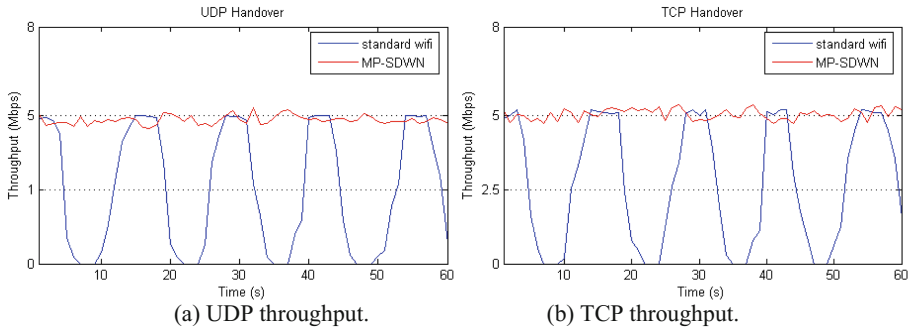 UDP Handover
8
5
1
0
Throughput (Mbps)
standard wifi
MP-SDWN
10
20
30
40
50
60
Time (s)
(a) UDP throughput.
TCP Handover
8
5
2.5
0
Throughput (Mbps)
standard wifi
MP-SDWN
10
20
30
40
50
60
Time (s)
(b) TCP throughput.